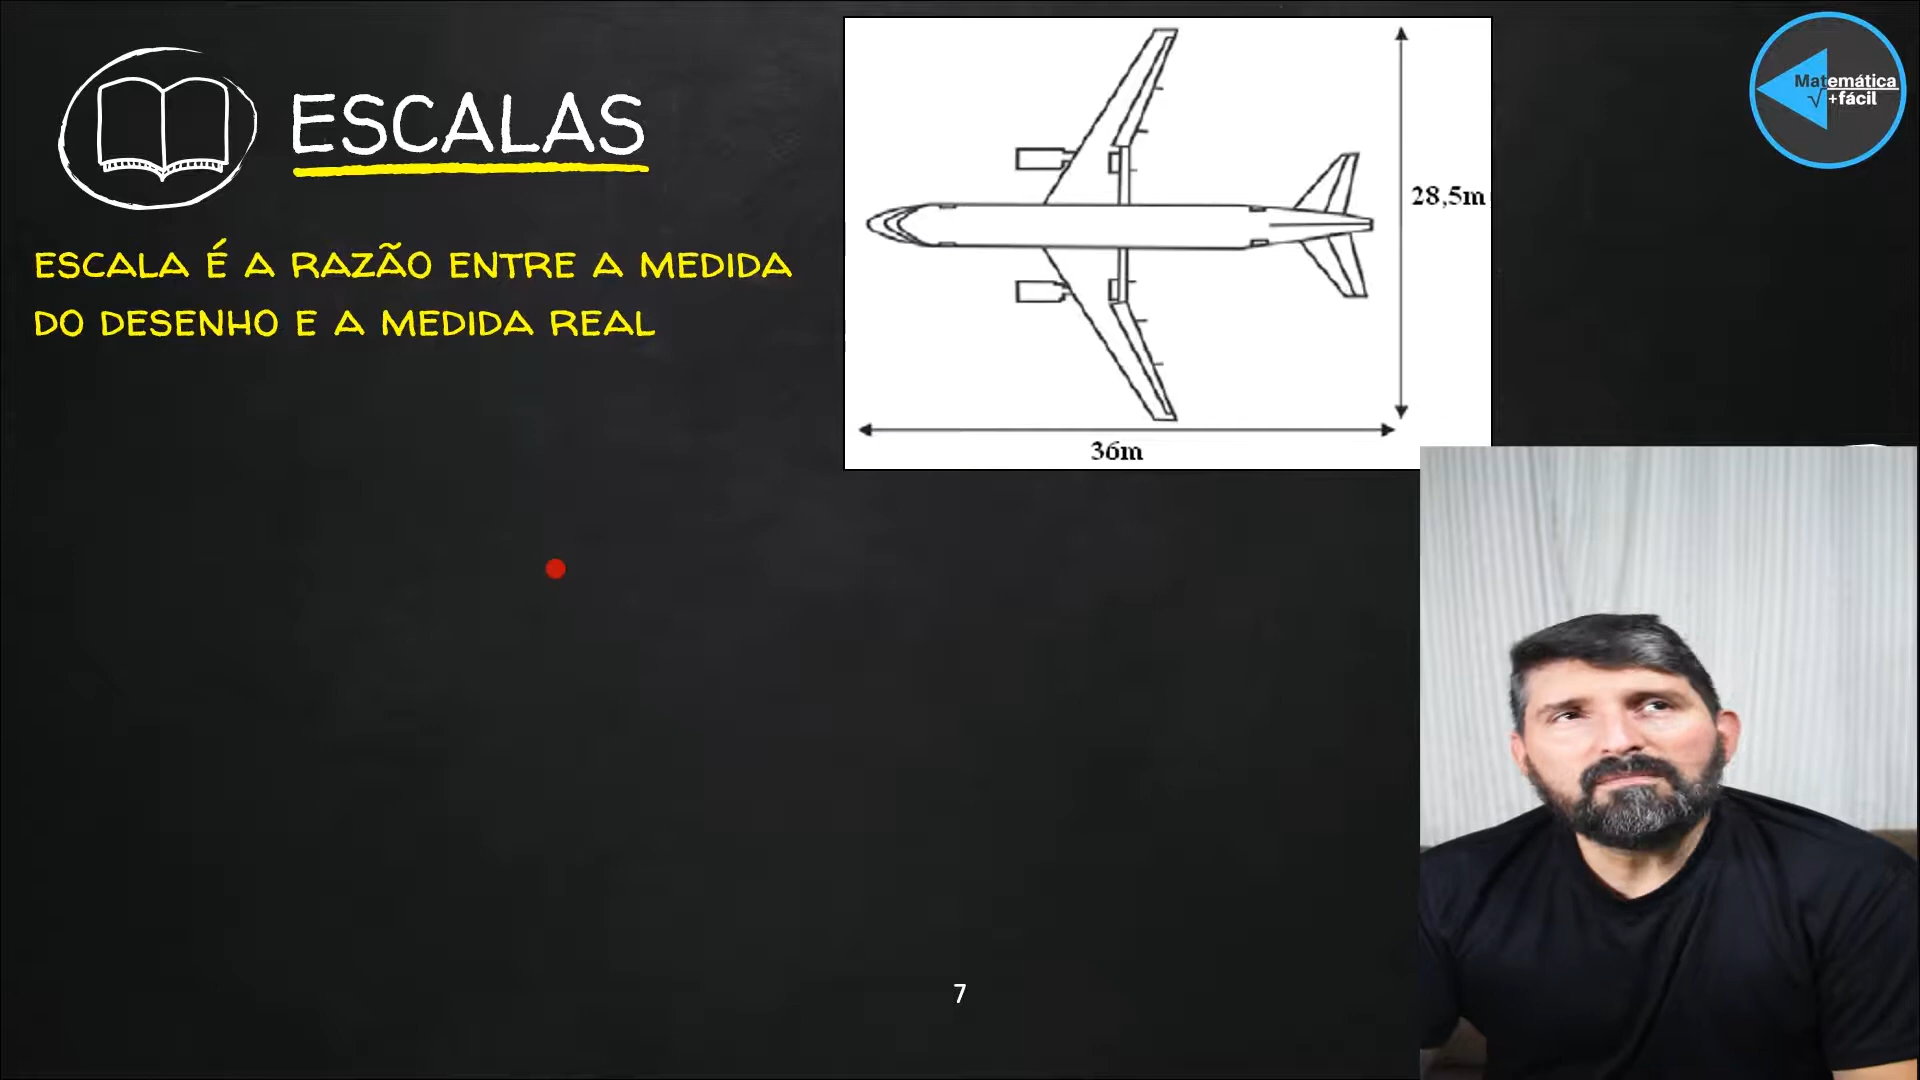 ESCALAS
ESCALA É A RAZÃO ENTRE A MEDIDA
DO DESENHO E A MEDIDA REAL
28,5m
36m
Matemática
√ +fácil
7